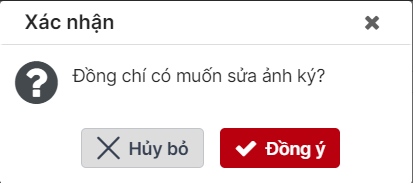 Xác nhận
Đồng chí có muốn sửa ảnh ký?
Hủy bỏ
Đồng ý